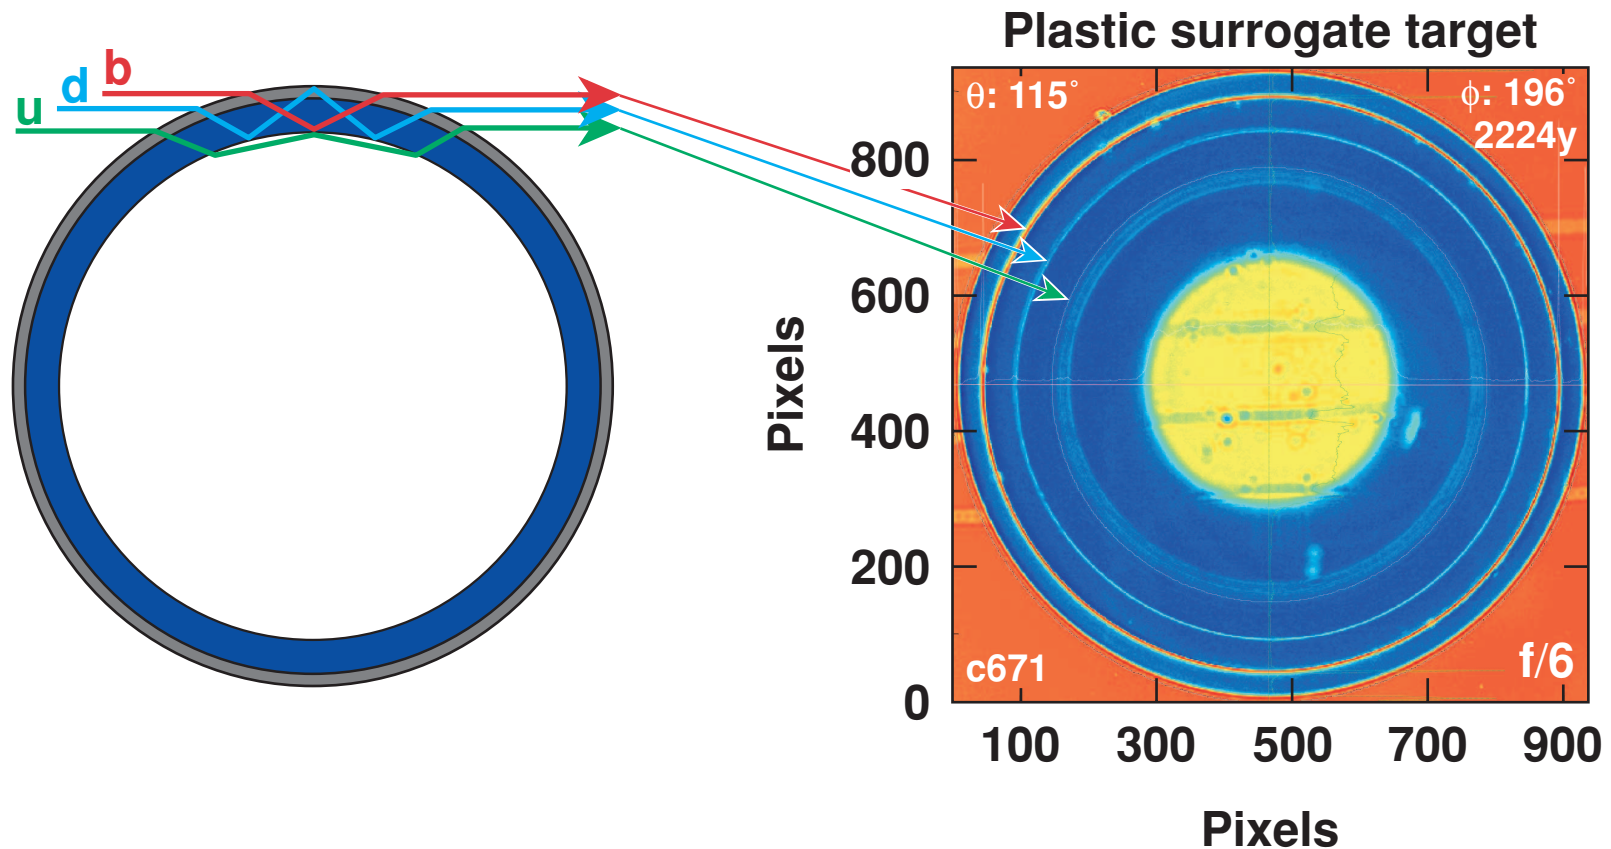 Plastic surrogate target
b
d
u
θ: 115°
ϕ: 196°
2224y
800
600
400
200
0
Pixels
c671
f/6
100 300 500 700 900
Pixels